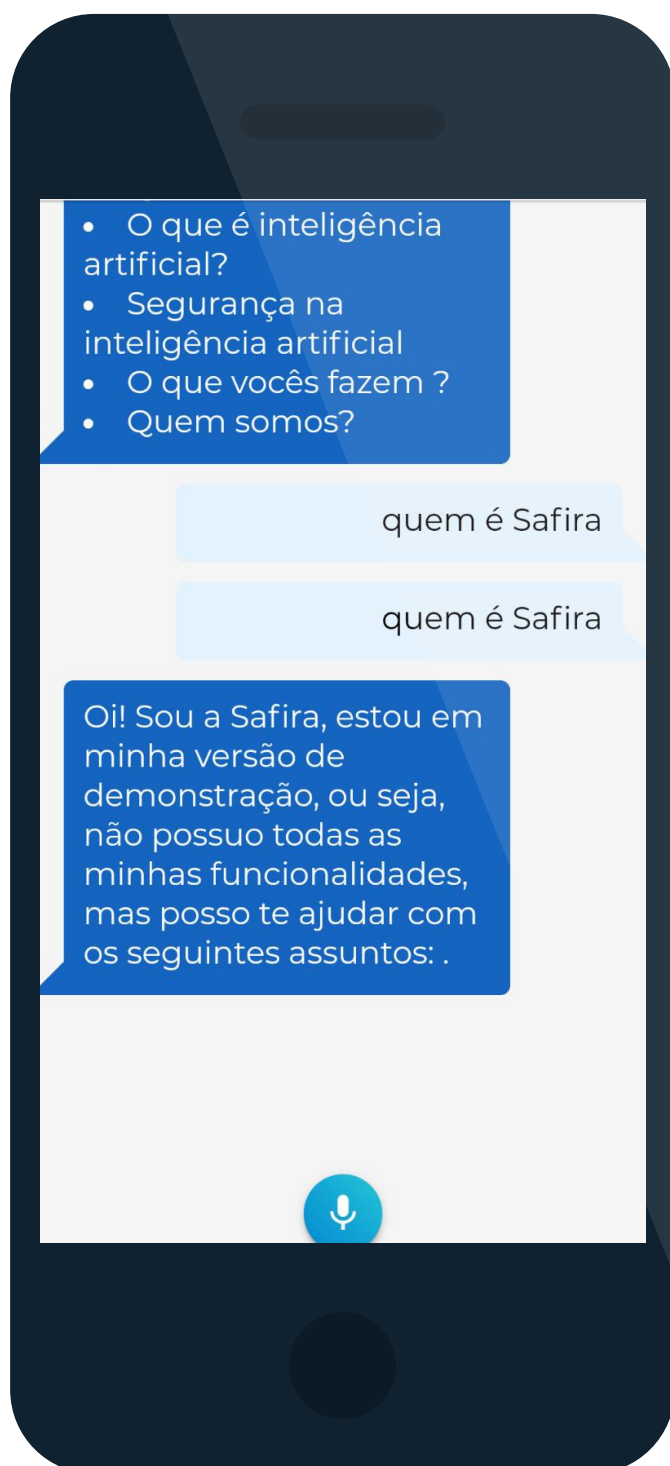 • O que é inteligência
artificial?
• Segurança na
inteligência artificial
• O que vocês fazem ?
• Quem somos?
quem é Safira
quem é Safira
Oi! Sou a Safira, estou em
minha versão de
demonstração, ou seja,
não possuo todas as
minhas funcionalidades,
mas posso te ajudar com
os seguintes assuntos: .